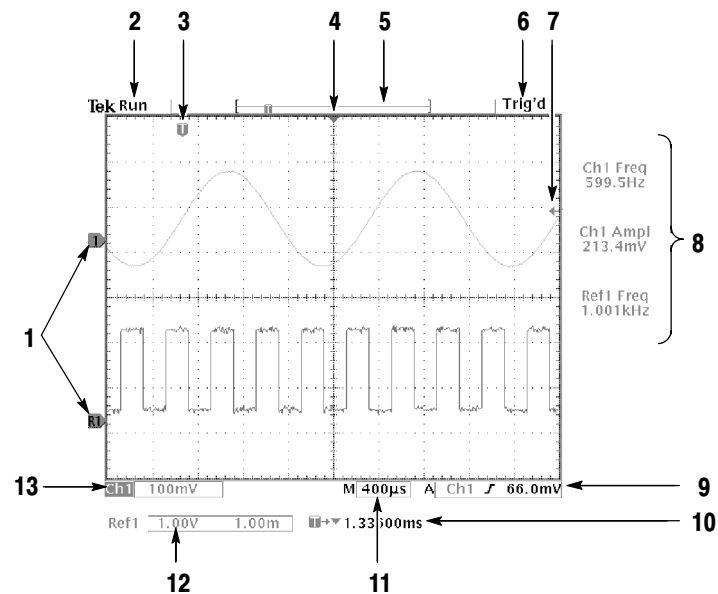 2 3 4 5 6 7
Tek Run T Trig'd
T
Ch1 Freq
599.5Hz
1
Ch1 Ampl
213.4mV
8
Ref1 Freq
1.001kHz
1
R1
13 Ch1 100mV M 400µs A Ch1 66.0mV 9
Ref1 1.00V 1.00m T 1.33600ms 10
12 11